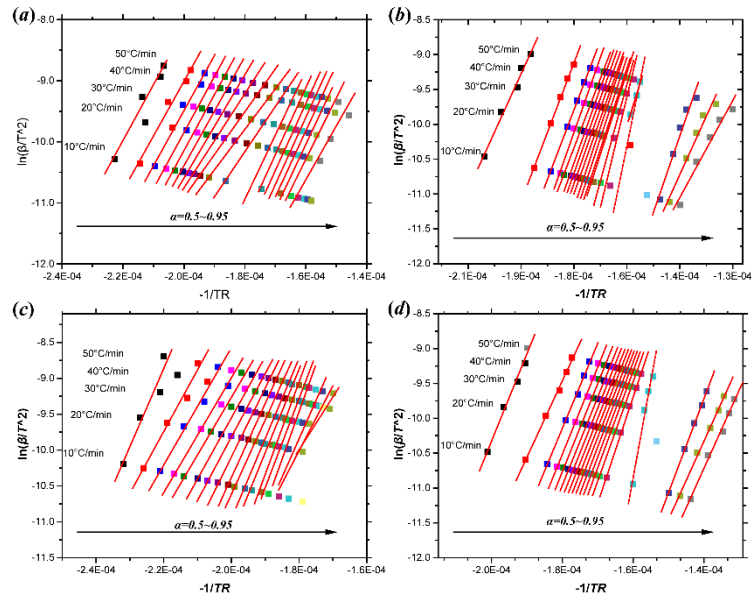 (a)
-8.0
-9.0
-10.0
-11.0
-12.0
ln(β/T^2)
50°C/min
40°C/min
30°C/min
20°C/min
10°C/min
α=0.5~0.95
-2.4E-04 -2.2E-04 -2.0E-04 -1.8E-04 -1.6E-04 -1.4E-04
-1/TR
(b)
-8.5
-9.0
-9.5
-10.0
-10.5
-11.0
-11.5
-12.0
ln(β/T^2)
50°C/min
40°C/min
30°C/min
20°C/min
10°C/min
α=0.5~0.95
-2.1E-04 -1.9E-04 -1.7E-04 -1.5E-04 -1.3E-04
-1/TR
(c)
-8.0
-8.5
-9.0
-9.5
-10.0
-10.5
-11.0
-11.5
ln(β/T^2)
50°C/min
40°C/min
30°C/min
20°C/min
10°C/min
α=0.5~0.95
-2.4E-04 -2.2E-04 -2.0E-04 -1.8E-04 -1.6E-04
-1/TR
(d)
-8.5
-9.0
-9.5
-10.0
-10.5
-11.0
-11.5
-12.0
ln(β/T^2)
50°C/min
40°C/min
30°C/min
20°C/min
10°C/min
α=0.5~0.95
-2.0E-04 -1.8E-04 -1.6E-04 -1.4E-04
-1/TR